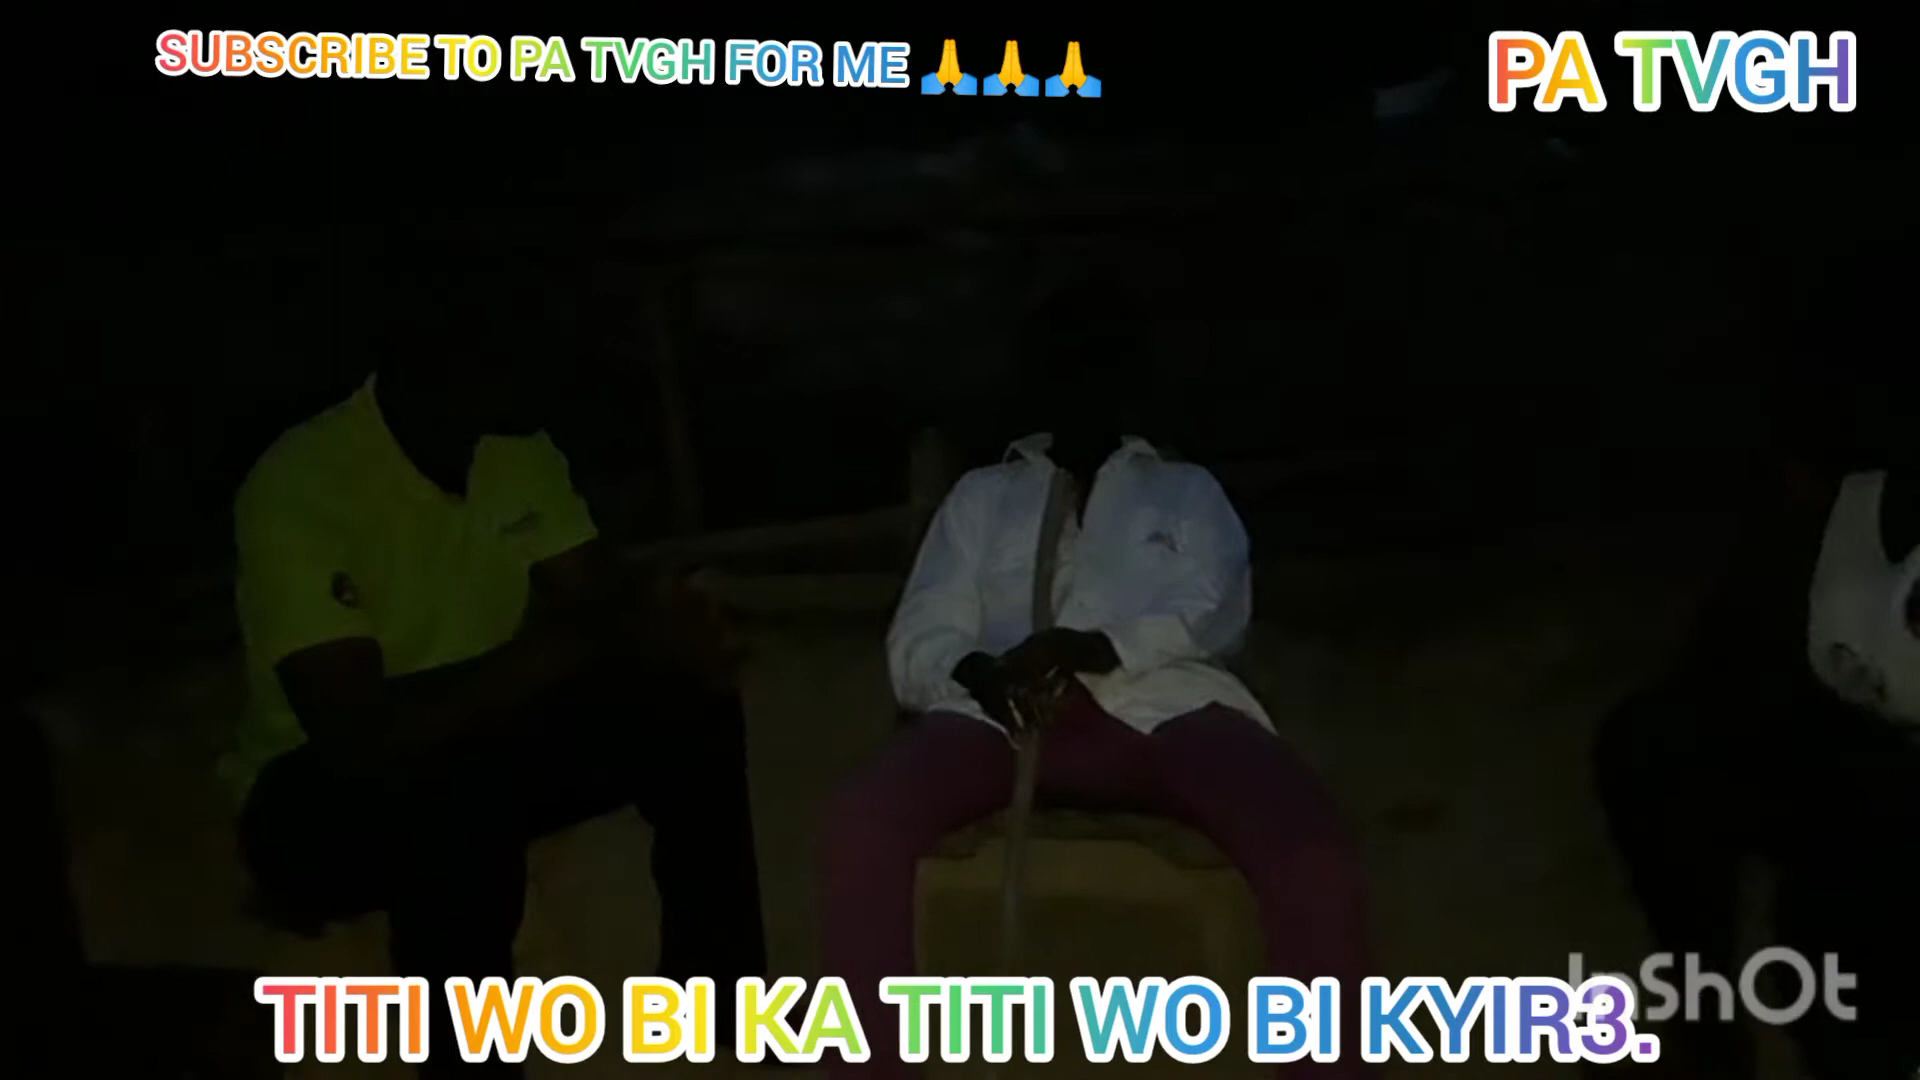 SUBSCRIBE TO PA TVGH FOR ME 🙏🙏🙏
PA TVGH
TITI WO BI KA TITI WO BI KYIR3.
InShOt